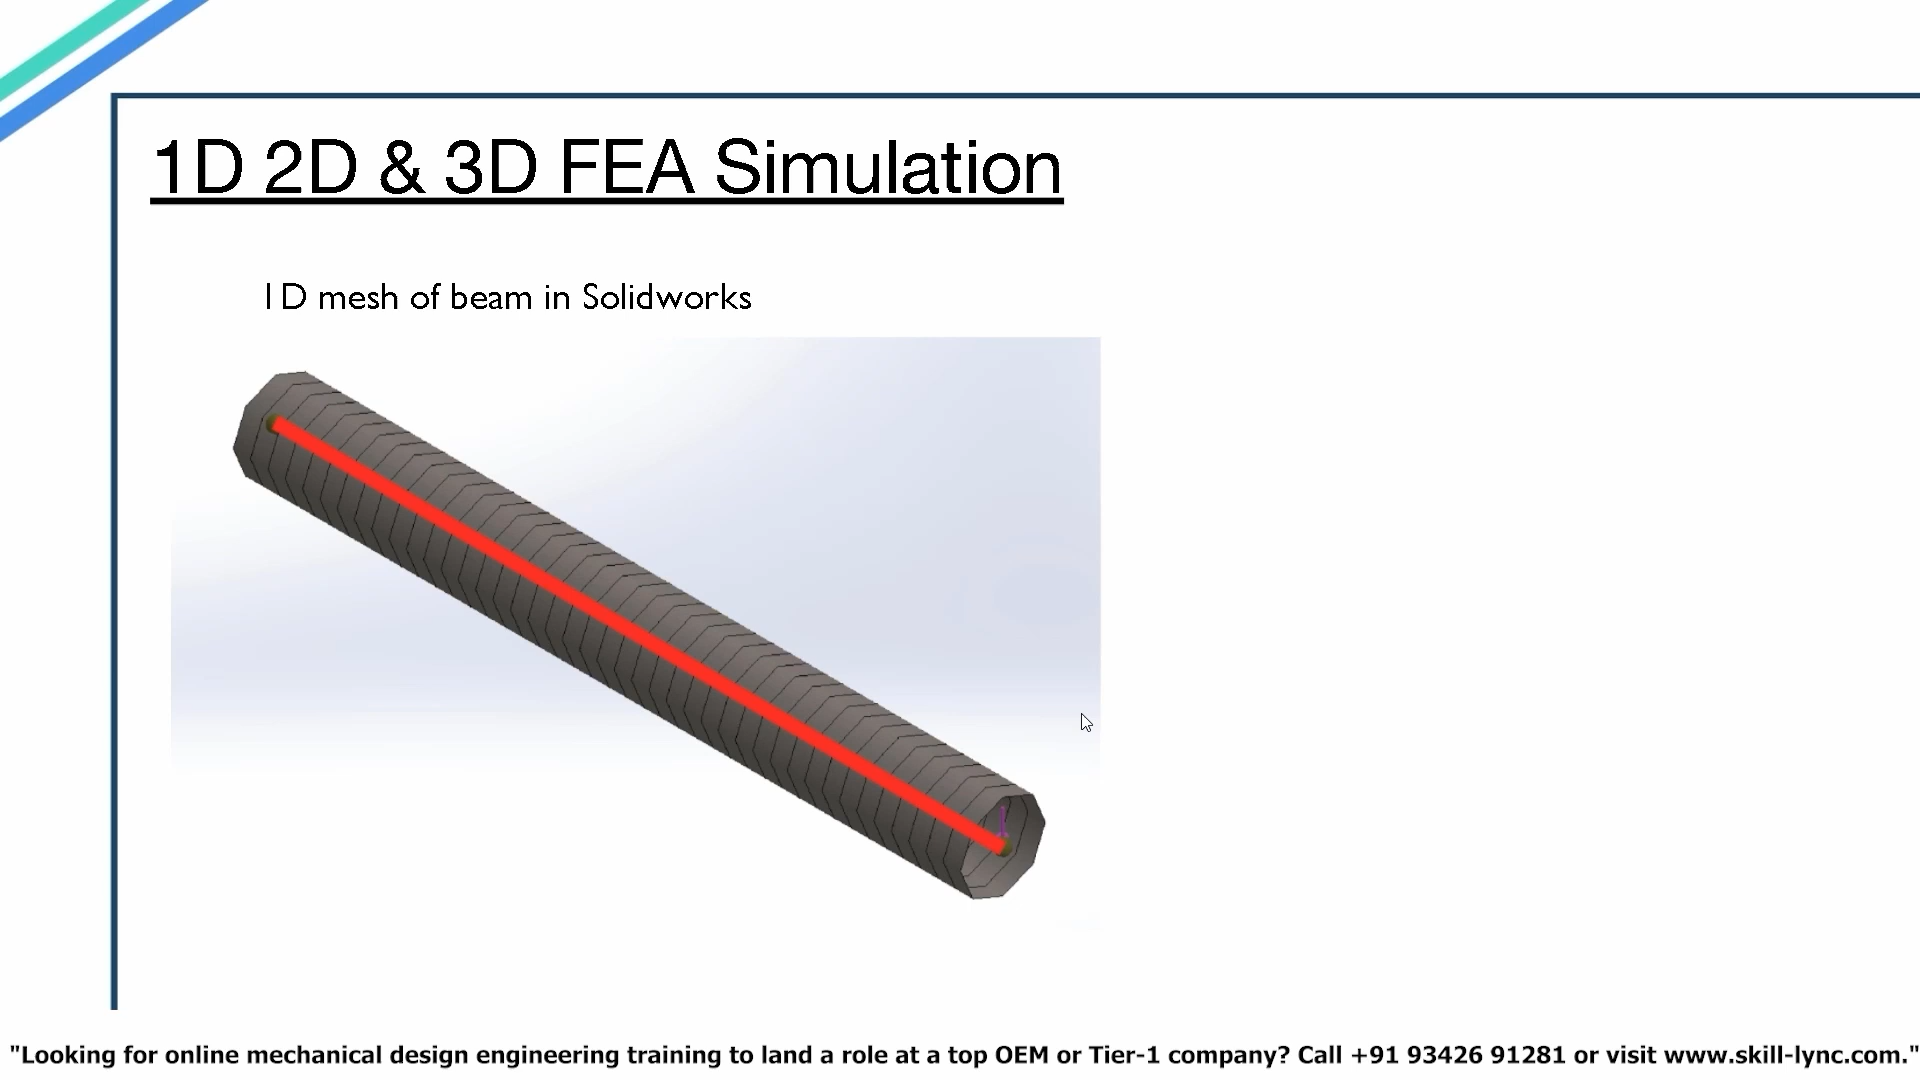 1D 2D & 3D FEA Simulation
1D mesh of beam in Solidworks
"Looking for online mechanical design engineering training to land a role at a top OEM or Tier-1 company? Call +91 93426 91281 or visit www.skill-lync.com."